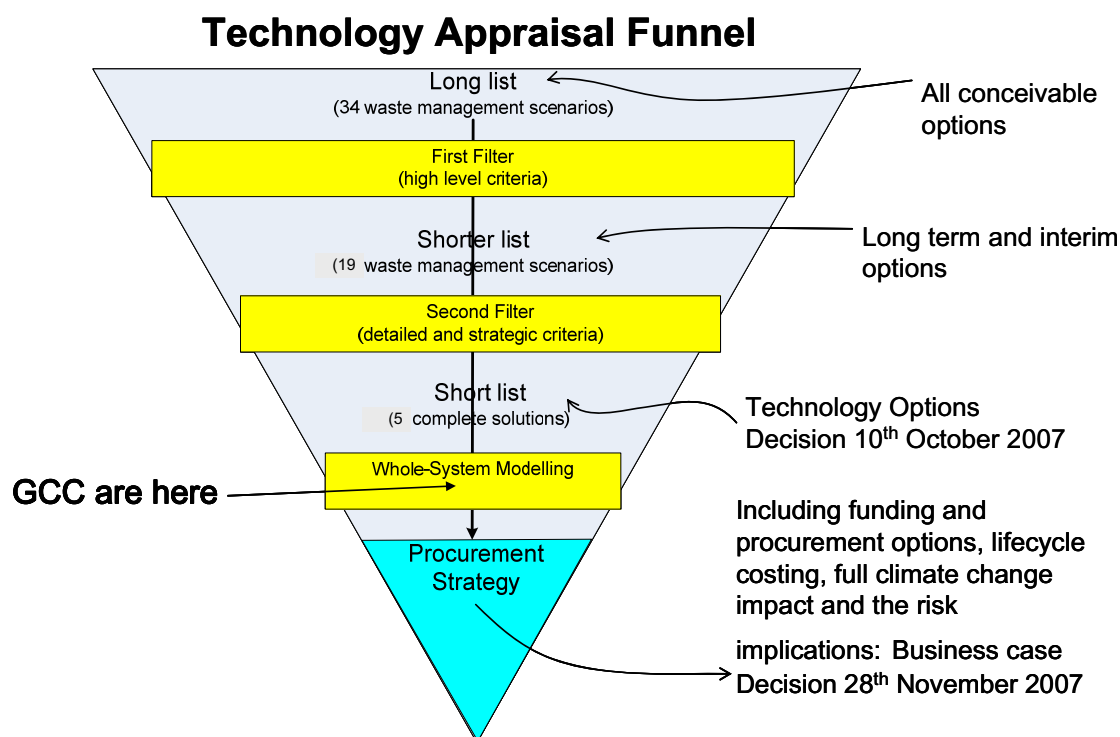 Technology Appraisal Funnel
Long list
(34 waste management scenarios)
All conceivable
options
First Filter
(high level criteria)
Shorter list
(19 waste management scenarios)
Long term and interim
options
Second Filter
(detailed and strategic criteria)
Short list
(5 complete solutions)
Technology Options
Decision 10th October 2007
Whole-System Modelling
GCC are here
Including funding and
procurement options, lifecycle
costing, full climate change
impact and the risk
implications: Business case
Decision 28th November 2007
Procurement
Strategy